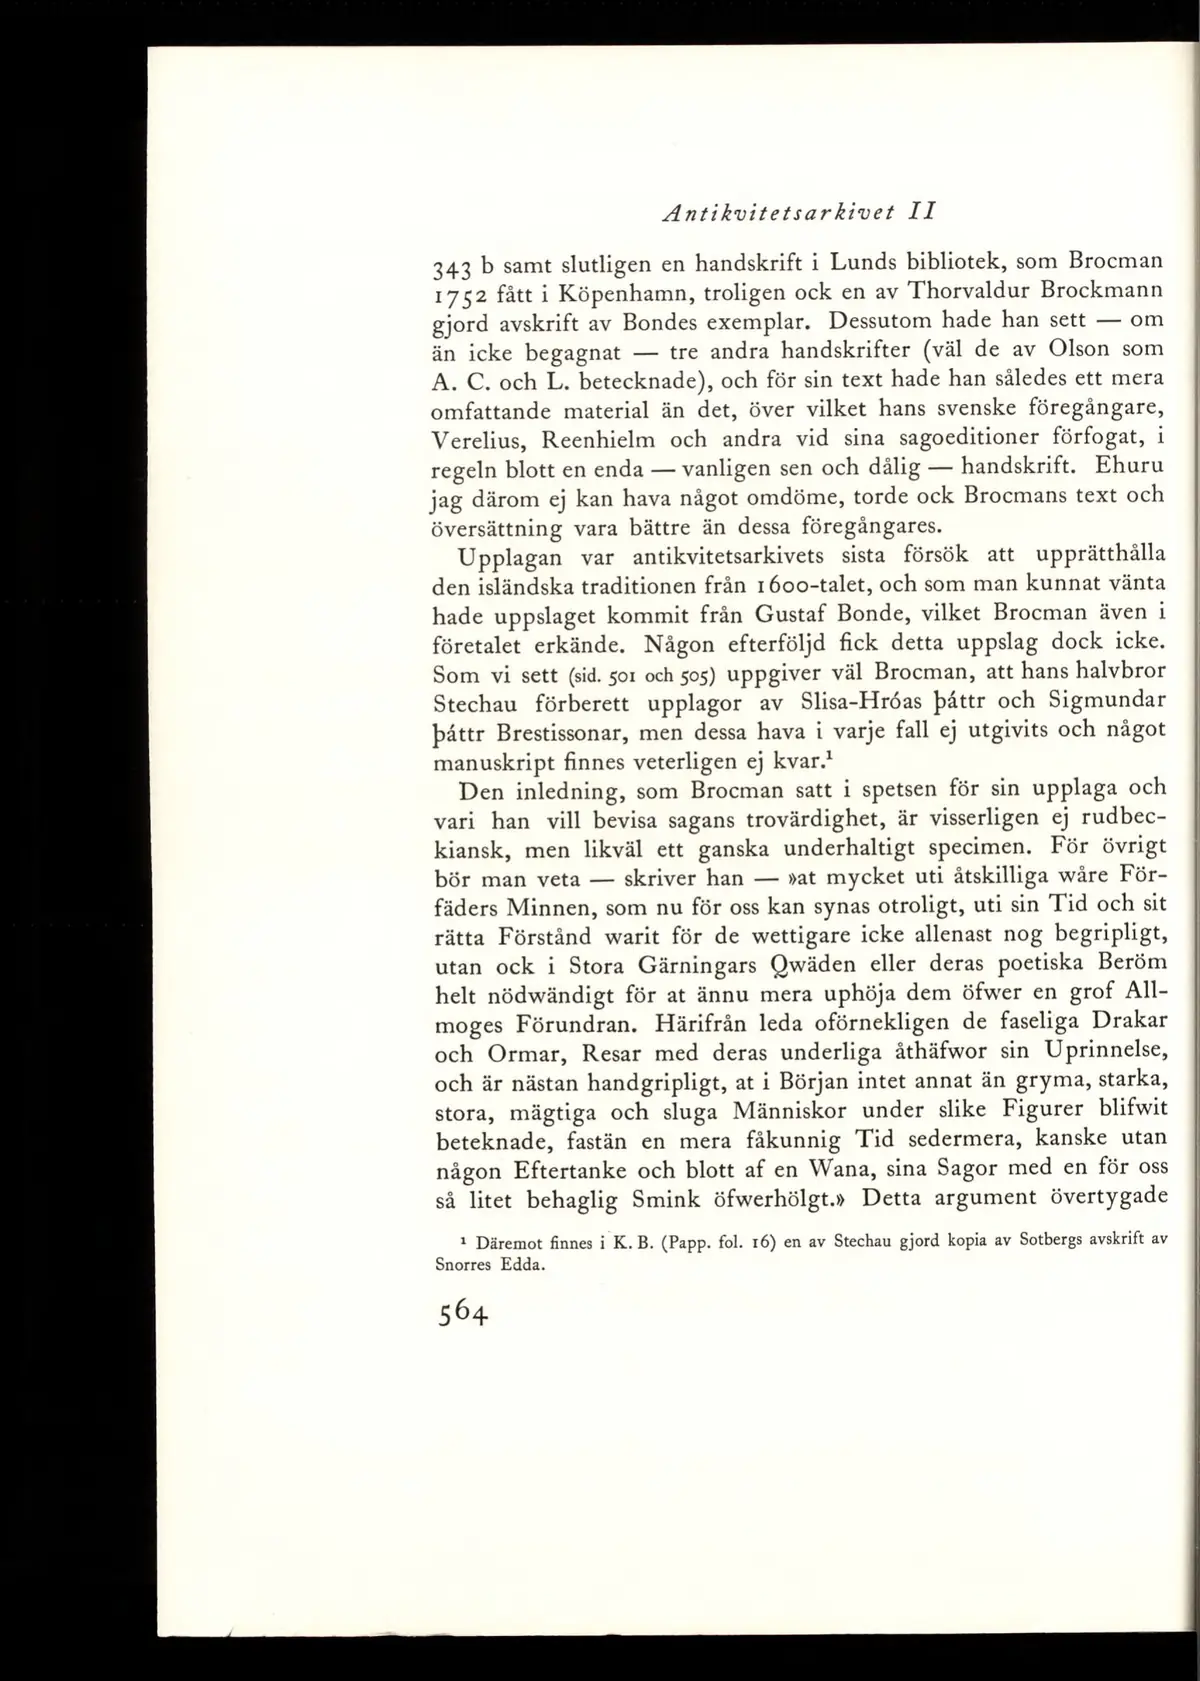 Antikvitetsarkivet II
343 b samt slutligen en handskrift i Lunds bibliotek, som Brocman
1752 fått i Köpenhamn, troligen ock en av Thorvaldur Brockmann
gjord avskrift av Bondes exemplar. Dessutom hade han sett — om
än icke begagnat — tre andra handskrifter (väl de av Olson som
A. C. och L. betecknade), och för sin text hade han således ett mera
omfattande material än det, över vilket hans svenske föregångare,
Verelius, Reenhielm och andra vid sina sagoeditioner förfogat, i
regeln blott en enda — vanligen sen och dålig — handskrift. Ehuru
jag därom ej kan hava något omdöme, torde ock Brocmans text och
översättning vara bättre än dessa föregångares.
Upplagan var antikvitetsarkivets sista försök att upprätthålla
den isländska traditionen från 1600-talet, och som man kunnat vänta
hade uppslaget kommit från Gustaf Bonde, vilket Brocman även i
företalet erkände. Någon efterföljd fick detta uppslag dock icke.
Som vi sett (sid. 501 och 505) uppgiver väl Brocman, att hans halvbror
Stechau förberett upplagor av Slisa-Hróas þáttr och Sigmundar
þáttr Brestissonar, men dessa hava i varje fall ej utgivits och något
manuskript finnes veterligen ej kvar.¹
Den inledning, som Brocman satt i spetsen för sin upplaga och
vari han vill bevisa sagans trovärdighet, är visserligen ej rudbec-
kiansk, men likväl ett ganska underhaltigt specimen. För övrigt
bör man veta — skriver han — »at mycket uti åtskilliga wåre För-
fäders Minnen, som nu för oss kan synas otroligt, uti sin Tid och sit
rätta Förstånd warit för de wettigare icke allenast nog begripligt,
utan ock i Stora Gärningars Qwäden eller deras poetiska Beröm
helt nödwändigt för at ännu mera uphöja dem öfwer en grof All-
moges Förundran. Härifrån leda oförnekligen de faseliga Drakar
och Ormar, Resar med deras underliga åthäfwor sin Uprinnelse,
och är nästan handgripligt, at i Början intet annat än gryma, starka,
stora, mägtiga och sluga Människor under slike Figurer blifwit
beteknade, fastän en mera fåkunnig Tid sedermera, kanske utan
någon Eftertanke och blott af en Wana, sina Sagor med en för oss
så litet behaglig Smink öfwerhölgt.» Detta argument övertygade
¹ Däremot finnes i K. B. (Papp. fol. 16) en av Stechau gjord kopia av Sotbergs avskrift av
Snorres Edda.
564